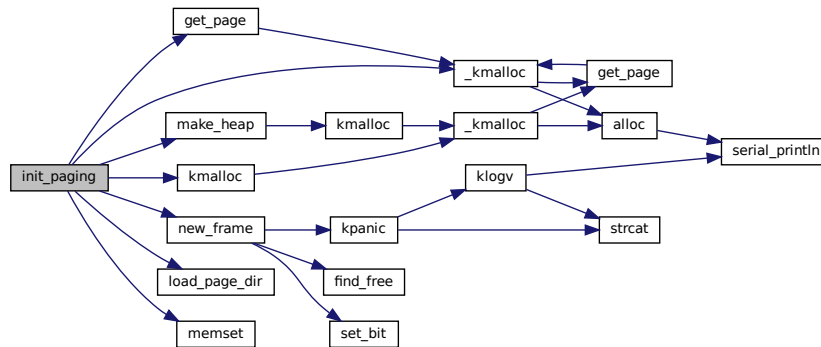 get_page
_kmalloc
get_page
make_heap
kmalloc
_kmalloc
alloc
serial_println
init_paging
kmalloc
klogv
new_frame
kpanic
strcat
load_page_dir
find_free
memset
set_bit